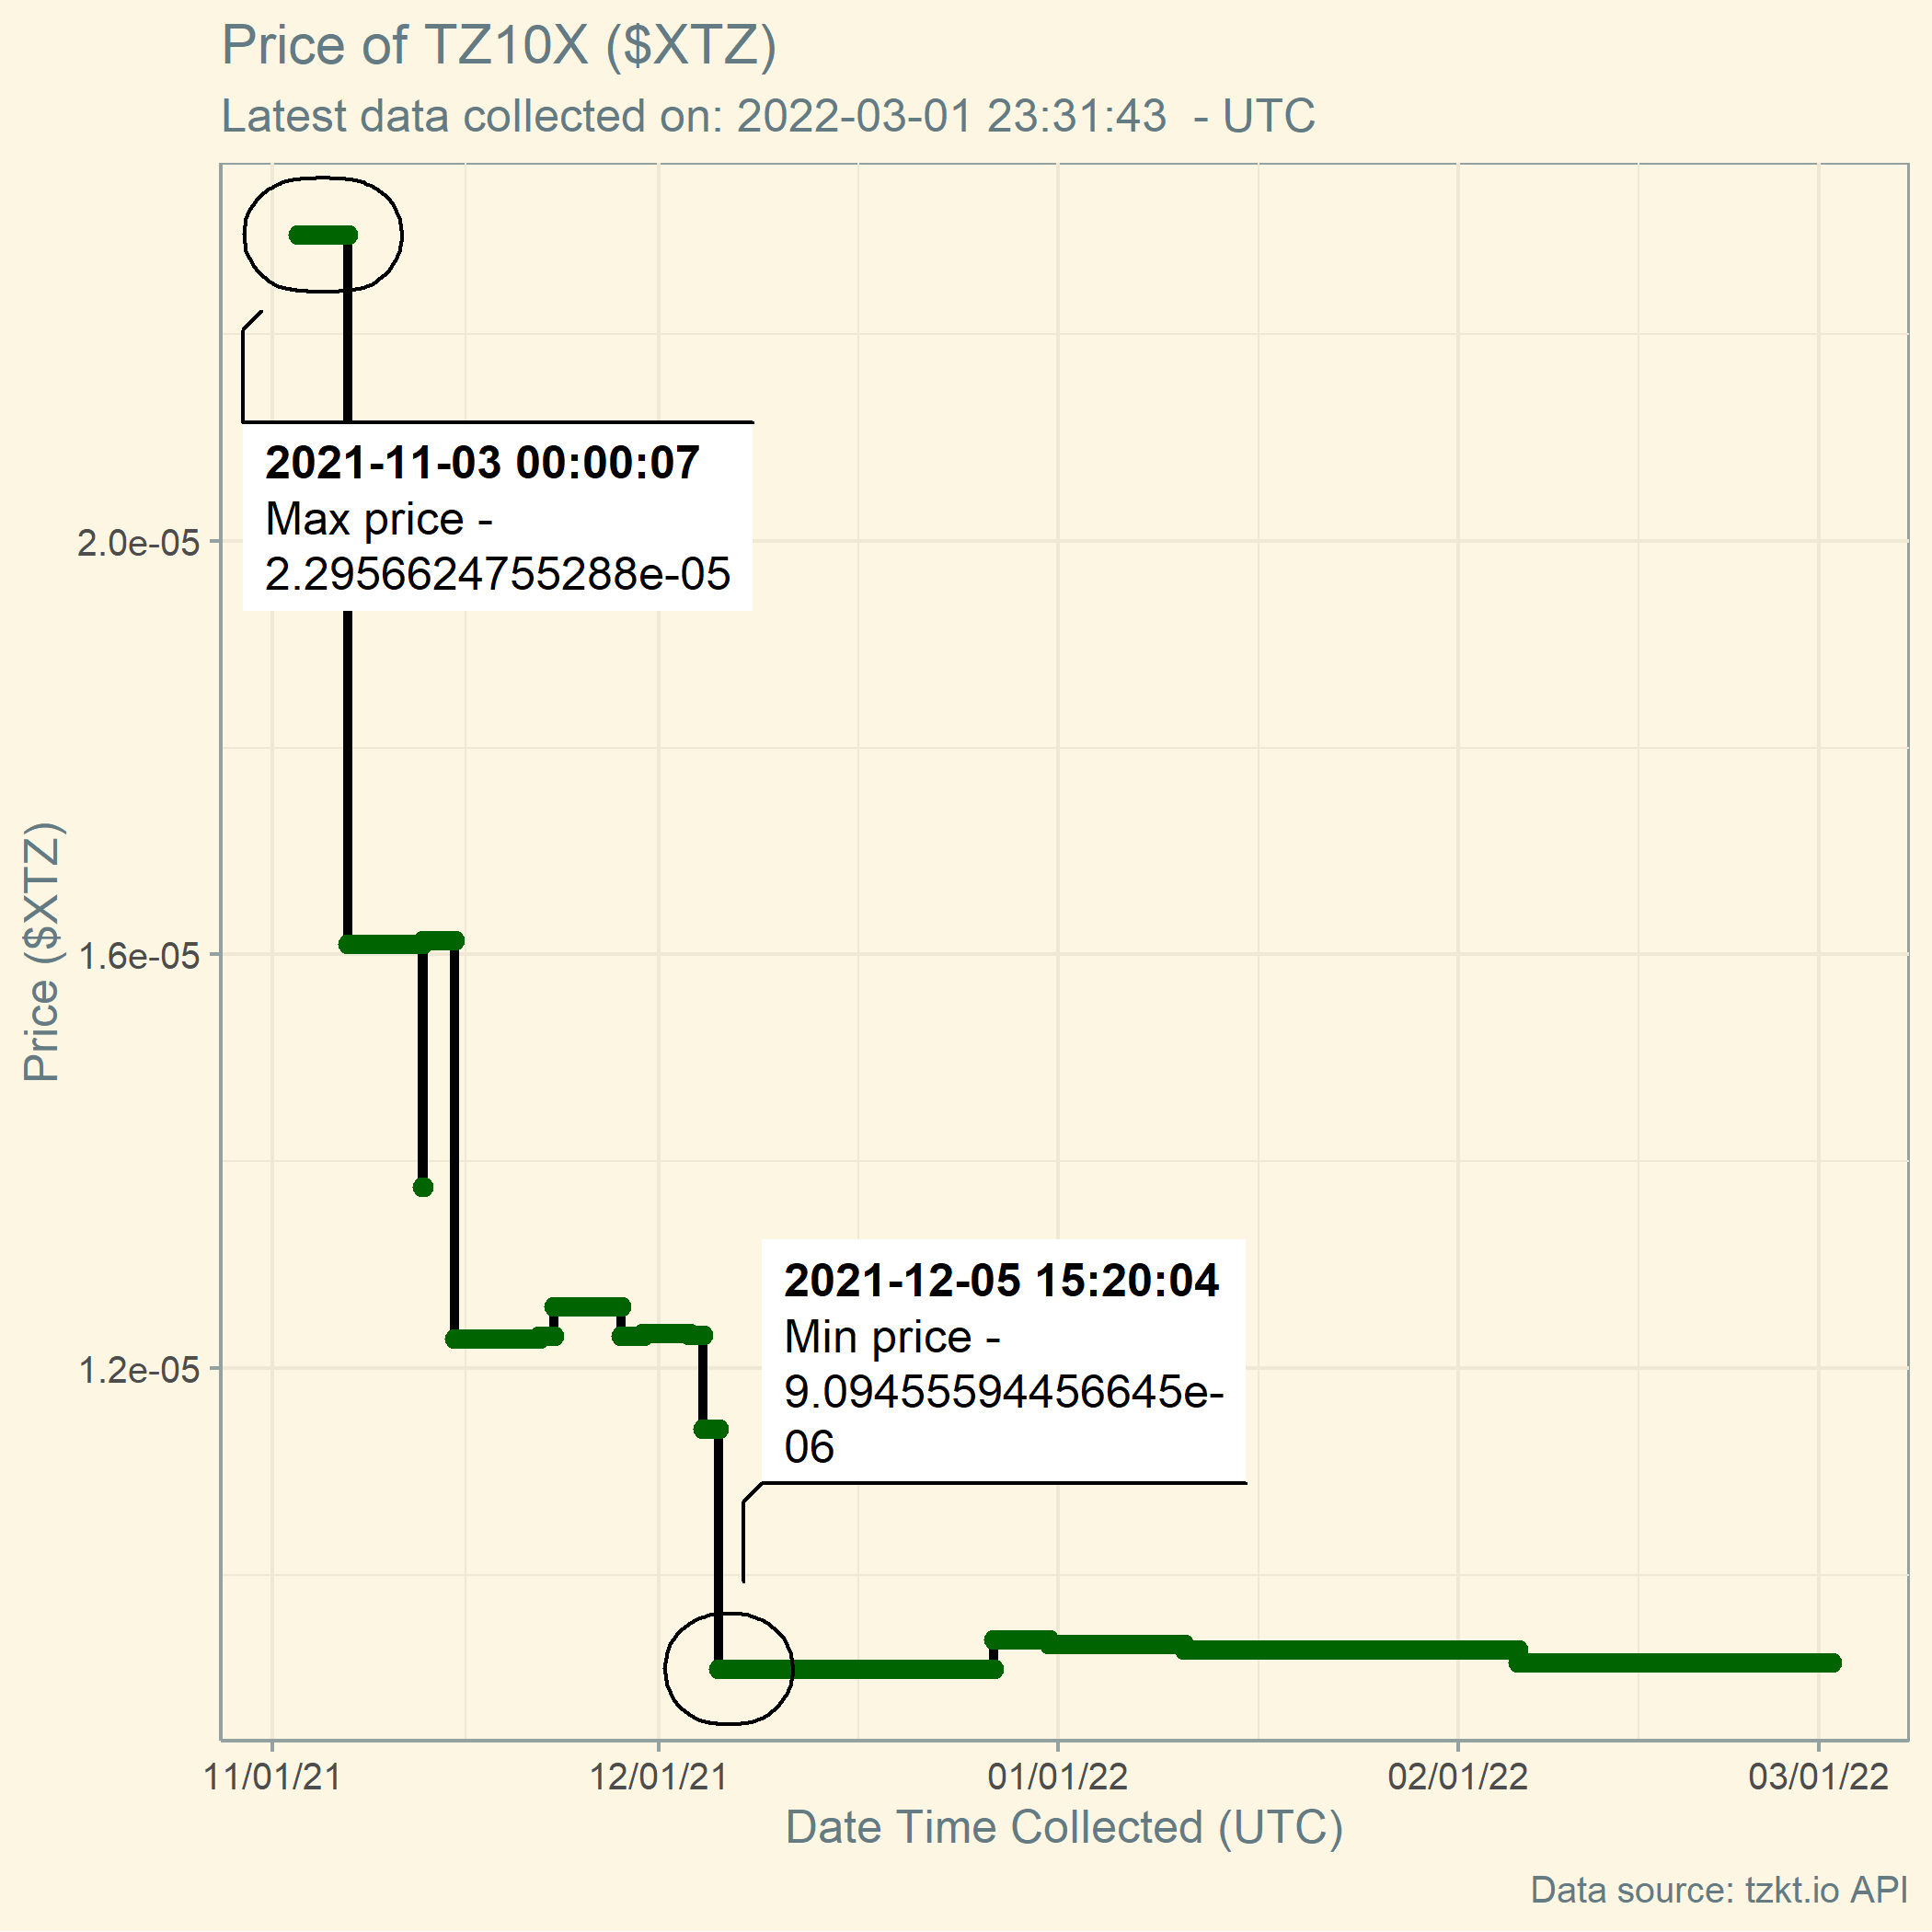 Price of TZ10X ($XTZ)
Latest data collected on: 2022-03-01 23:31:43  - UTC
2021-11-03 00:00:07
Max price -
2.2956624755288e-05
2.0e-05
1.6e-05
1.2e-05
Price ($XTZ)
2021-12-05 15:20:04
Min price -
9.09455594456645e-
06
11/01/21
12/01/21
01/01/22
02/01/22
03/01/22
Date Time Collected (UTC)
Data source: tzkt.io API